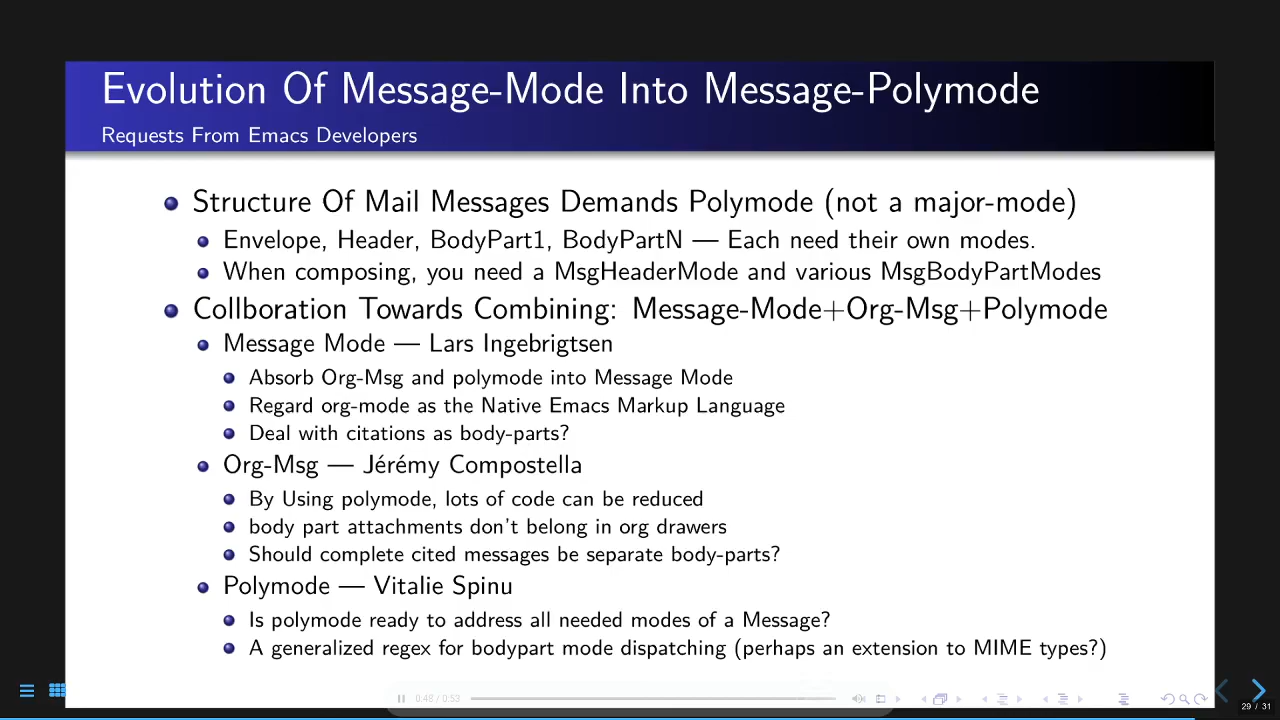 Evolution Of Message-Mode Into Message-Polymode
Requests From Emacs Developers
Structure Of Mail Messages Demands Polymode (not a major-mode)
Envelope, Header, BodyPart1, BodyPartN — Each need their own modes.
When composing, you need a MsgHeaderMode and various MsgBodyPartModes
Collboration Towards Combining: Message-Mode+Org-Msg+Polymode
Message Mode — Lars Ingebrigtsen
Absorb Org-Msg and polymode into Message Mode
Regard org-mode as the Native Emacs Markup Language
Deal with citations as body-parts?
Org-Msg — Jérémy Compostella
By Using polymode, lots of code can be reduced
body part attachments don't belong in org drawers
Should complete cited messages be separate body-parts?
Polymode — Vitalie Spinu
Is polymode ready to address all needed modes of a Message?
A generalized regex for bodypart mode dispatching (perhaps an extension to MIME types?)
0:48 / 0:53
29 / 31